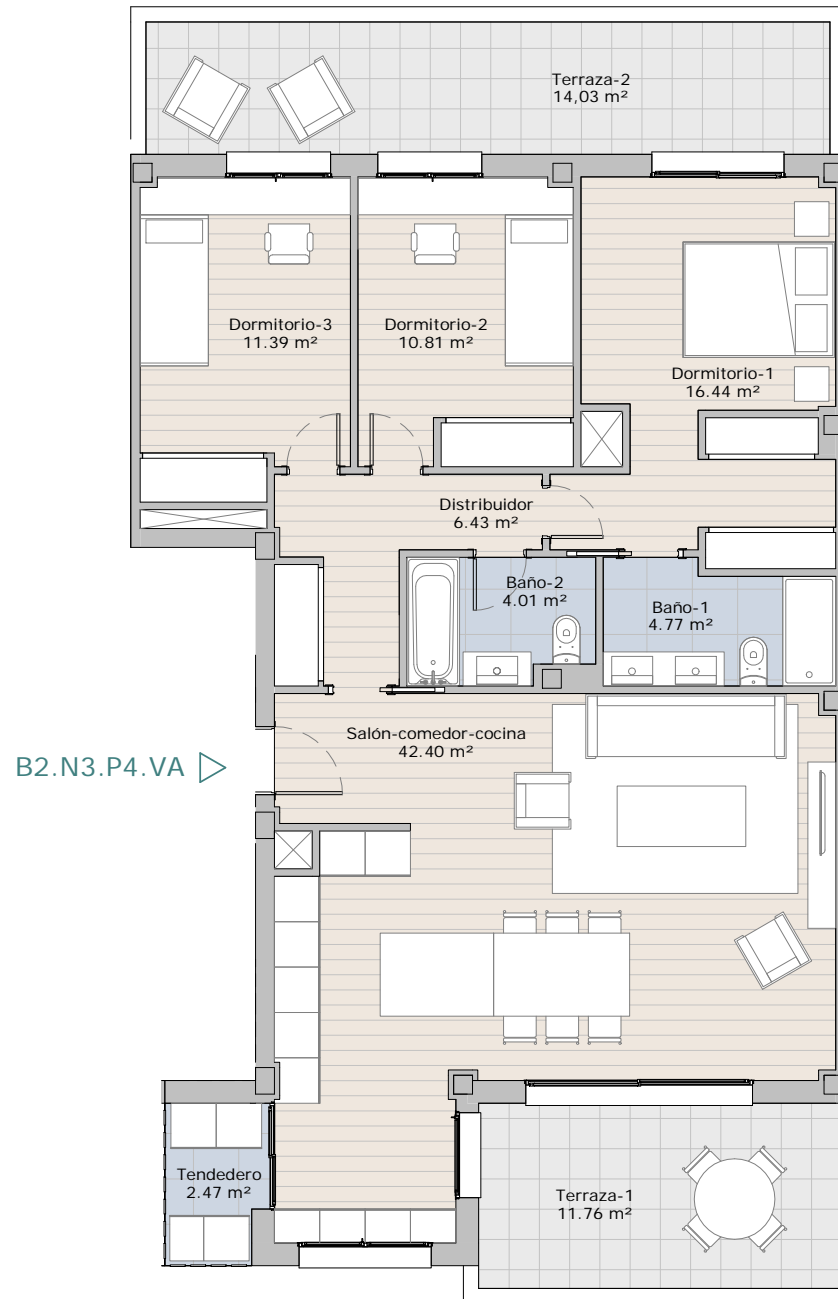 Terraza-2
14,03 m²
Dormitorio-3
11.39 m²
Dormitorio-2
10.81 m²
Dormitorio-1
16.44 m²
Distribuidor
6.43 m²
Baño-2
4.01 m²
Baño-1
4.77 m²
Salón-comedor-cocina
42.40 m²
B2.N3.P4.VA
Tendedero
2.47 m²
Terraza-1
11.76 m²